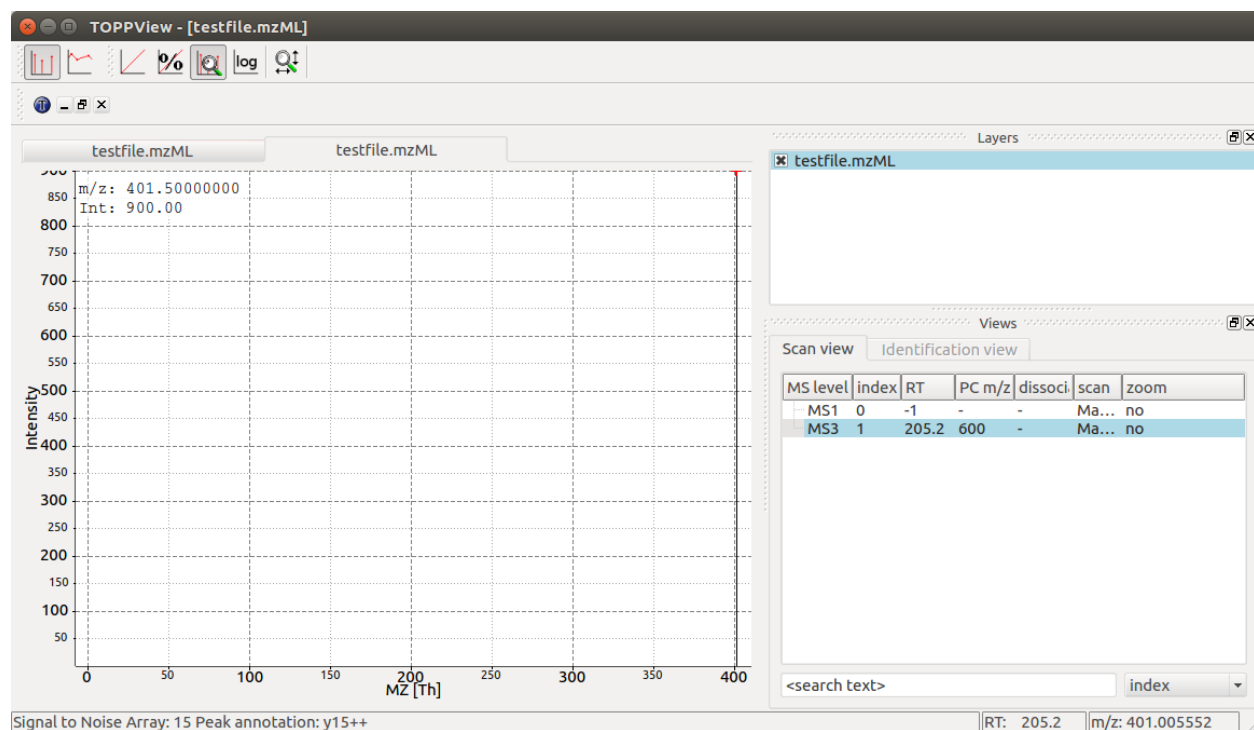 TOPPView - [testfile.mzML]
% log
testfile.mzML testfile.mzML
Layers
testfile.mzML
m/z: 401.50000000
Int: 900.00
900
850
800
750
700
650
600
550
500
450
400
350
300
250
200
150
100
50
Intensity
0 50 100 150 200 250 300 350 400
MZ [Th]
Views
Scan view Identification view
MS level index RT PC m/z dissoci scan zoom
MS1 0 -1 - - Ma... no
MS3 1 205.2 600 - Ma... no
<search text> index
Signal to Noise Array: 15 Peak annotation: y15++ RT: 205.2 m/z: 401.005552